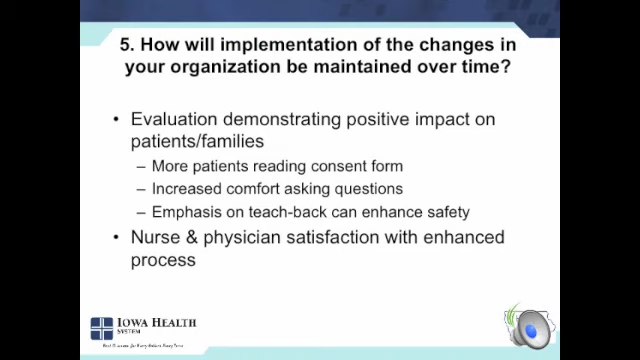 5. How will implementation of the changes in
your organization be maintained over time?
• Evaluation demonstrating positive impact on
patients/families
– More patients reading consent form
– Increased comfort asking questions
– Emphasis on teach-back can enhance safety
• Nurse & physician satisfaction with enhanced
process
IOWA HEALTH
SYSTEM